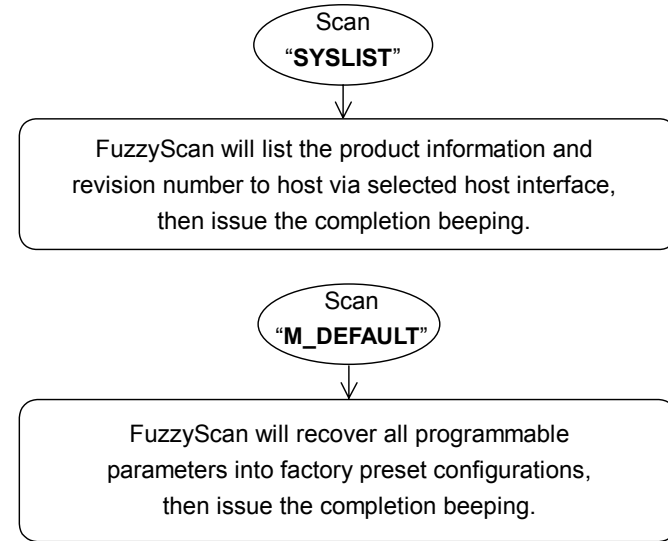 Scan
“SYSLIST”
FuzzyScan will list the product information and
revision number to host via selected host interface,
then issue the completion beeping.
Scan
“M_DEFAULT”
FuzzyScan will recover all programmable
parameters into factory preset configurations,
then issue the completion beeping.